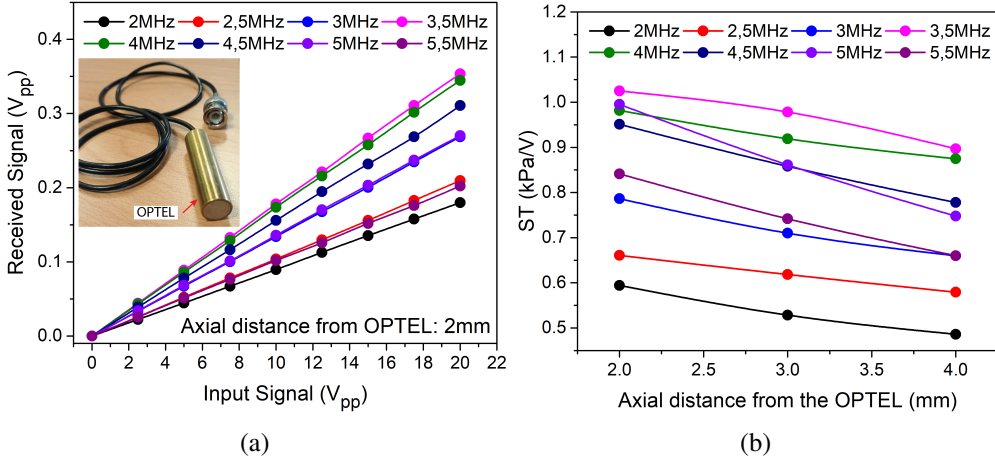 (a)
2MHz 2,5MHz 3MHz 3,5MHz
4MHz 4,5MHz 5MHz 5,5MHz
OPTEL
Axial distance from OPTEL: 2mm
Received Signal (Vpp)
0.4
0.3
0.2
0.1
0.0
0 2 4 6 8 10 12 14 16 18 20 22
Input Signal (Vpp)
(b)
2MHz 2,5MHz 3MHz 3,5MHz
4MHz 4,5MHz 5MHz 5,5MHz
ST (kPa/V)
1.2
1.1
1.0
0.9
0.8
0.7
0.6
0.5
2.0 2.5 3.0 3.5 4.0
Axial distance from the OPTEL (mm)